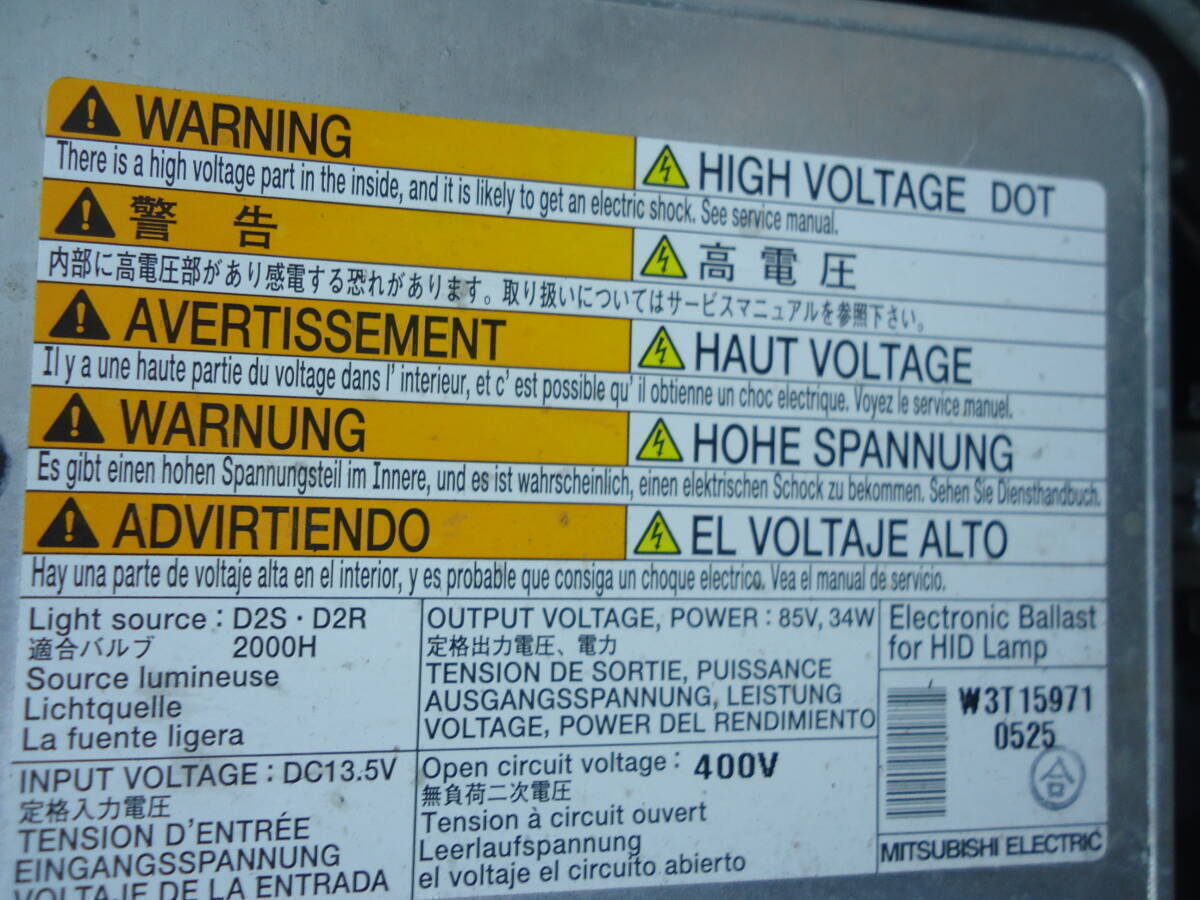 WARNING
HIGH VOLTAGE DOT
There is a high voltage part in the inside, and it is likely to get an electric shock. See service manual.
警 告
高 電 圧
内部に高電圧部があり感電する恐れがあります。取り扱いについてはサービスマニュアルを参照下さい。
AVERTISSEMENT
HAUT VOLTAGE
Il y a une haute partie du voltage dans l' interieur, et c' est possible qu' il obtienne un choc electrique. Voyez le service manuel.
WARNUNG
HOHE SPANNUNG
Es gibt einen hohen Spannungsteil im Innere, und es ist wahrscheinlich, einen elektrischen Schock zu bekommen. Sehen Sie Diensthandbuch.
ADVIRTIENDO
EL VOLTAJE ALTO
Hay una parte de voltaje alta en el interior, y es probable que consiga un choque electrico. Vea el manual de servicio.
Light source : D2S · D2R
適合バルブ 2000H
Source lumineuse
Lichtquelle
La fuente ligera
OUTPUT VOLTAGE, POWER : 85V, 34W
定格出力電圧、電力
TENSION DE SORTIE, PUISSANCE
AUSGANGSSPANNUNG, LEISTUNG
VOLTAGE, POWER DEL RENDIMIENTO
Electronic Ballast
for HID Lamp
W3T15971
0525
合
MITSUBISHI ELECTRIC
INPUT VOLTAGE : DC13.5V
定格入力電圧
TENSION D'ENTRÉE
EINGANGSSPANNUNG
VOLTAJE DE LA ENTRADA
Open circuit voltage : 400V
無負荷二次電圧
Tension à circuit ouvert
Leerlaufspannung
el voltaje el circuito abierto